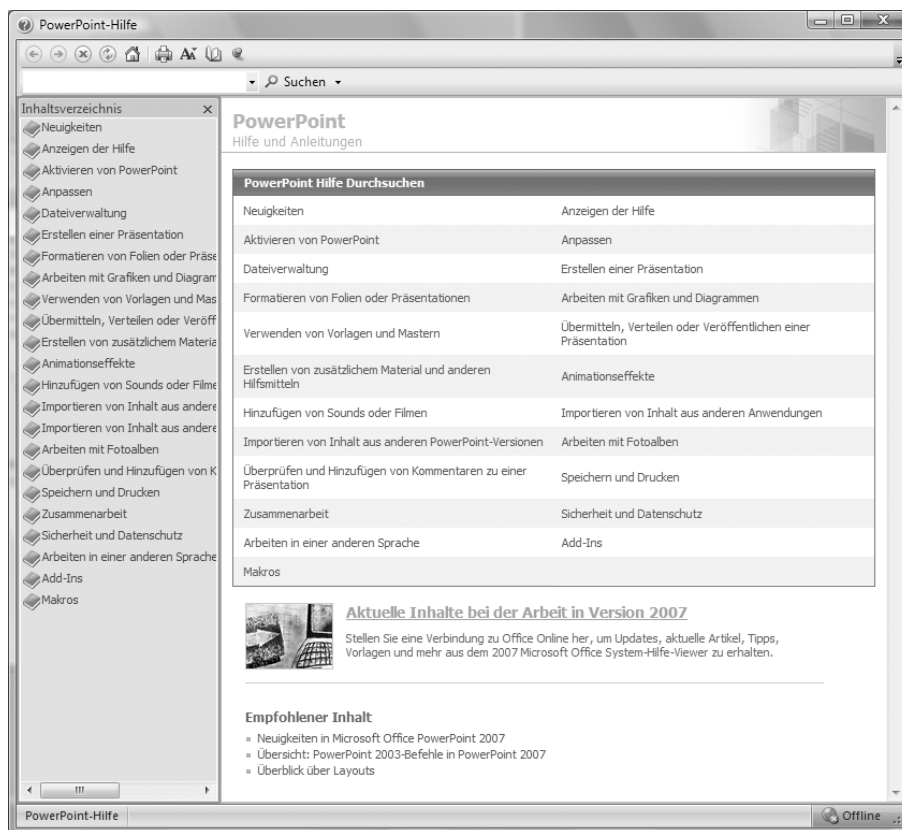 PowerPoint-Hilfe
Suchen
Inhaltsverzeichnis
Neuigkeiten
Anzeigen der Hilfe
Aktivieren von PowerPoint
Anpassen
Dateiverwaltung
Erstellen einer Präsentation
Formatieren von Folien oder Präse
Arbeiten mit Grafiken und Diagram
Verwenden von Vorlagen und Mas
Übermitteln, Verteilen oder Veröff
Erstellen von zusätzlichem Materia
Animationseffekte
Hinzufügen von Sounds oder Filme
Importieren von Inhalt aus andere
Importieren von Inhalt aus andere
Arbeiten mit Fotoalben
Überprüfen und Hinzufügen von K
Speichern und Drucken
Zusammenarbeit
Sicherheit und Datenschutz
Arbeiten in einer anderen Sprache
Add-Ins
Makros
PowerPoint
Hilfe und Anleitungen
PowerPoint Hilfe Durchsuchen
Neuigkeiten Anzeigen der Hilfe
Aktivieren von PowerPoint Anpassen
Dateiverwaltung Erstellen einer Präsentation
Formatieren von Folien oder Präsentationen Arbeiten mit Grafiken und Diagrammen
Verwenden von Vorlagen und Mastern
Übermitteln, Verteilen oder Veröffentlichen einer
Präsentation
Erstellen von zusätzlichem Material und anderen
Hilfsmitteln
Animationseffekte
Hinzufügen von Sounds oder Filmen Importieren von Inhalt aus anderen Anwendungen
Importieren von Inhalt aus anderen PowerPoint-Versionen Arbeiten mit Fotoalben
Überprüfen und Hinzufügen von Kommentaren zu einer
Präsentation
Speichern und Drucken
Zusammenarbeit Sicherheit und Datenschutz
Arbeiten in einer anderen Sprache Add-Ins
Makros
Aktuelle Inhalte bei der Arbeit in Version 2007
Stellen Sie eine Verbindung zu Office Online her, um Updates, aktuelle Artikel, Tipps,
Vorlagen und mehr aus dem 2007 Microsoft Office System-Hilfe-Viewer zu erhalten.
Empfohlener Inhalt
Neuigkeiten in Microsoft Office PowerPoint 2007
Übersicht: PowerPoint 2003-Befehle in PowerPoint 2007
Überblick über Layouts
PowerPoint-Hilfe Offline